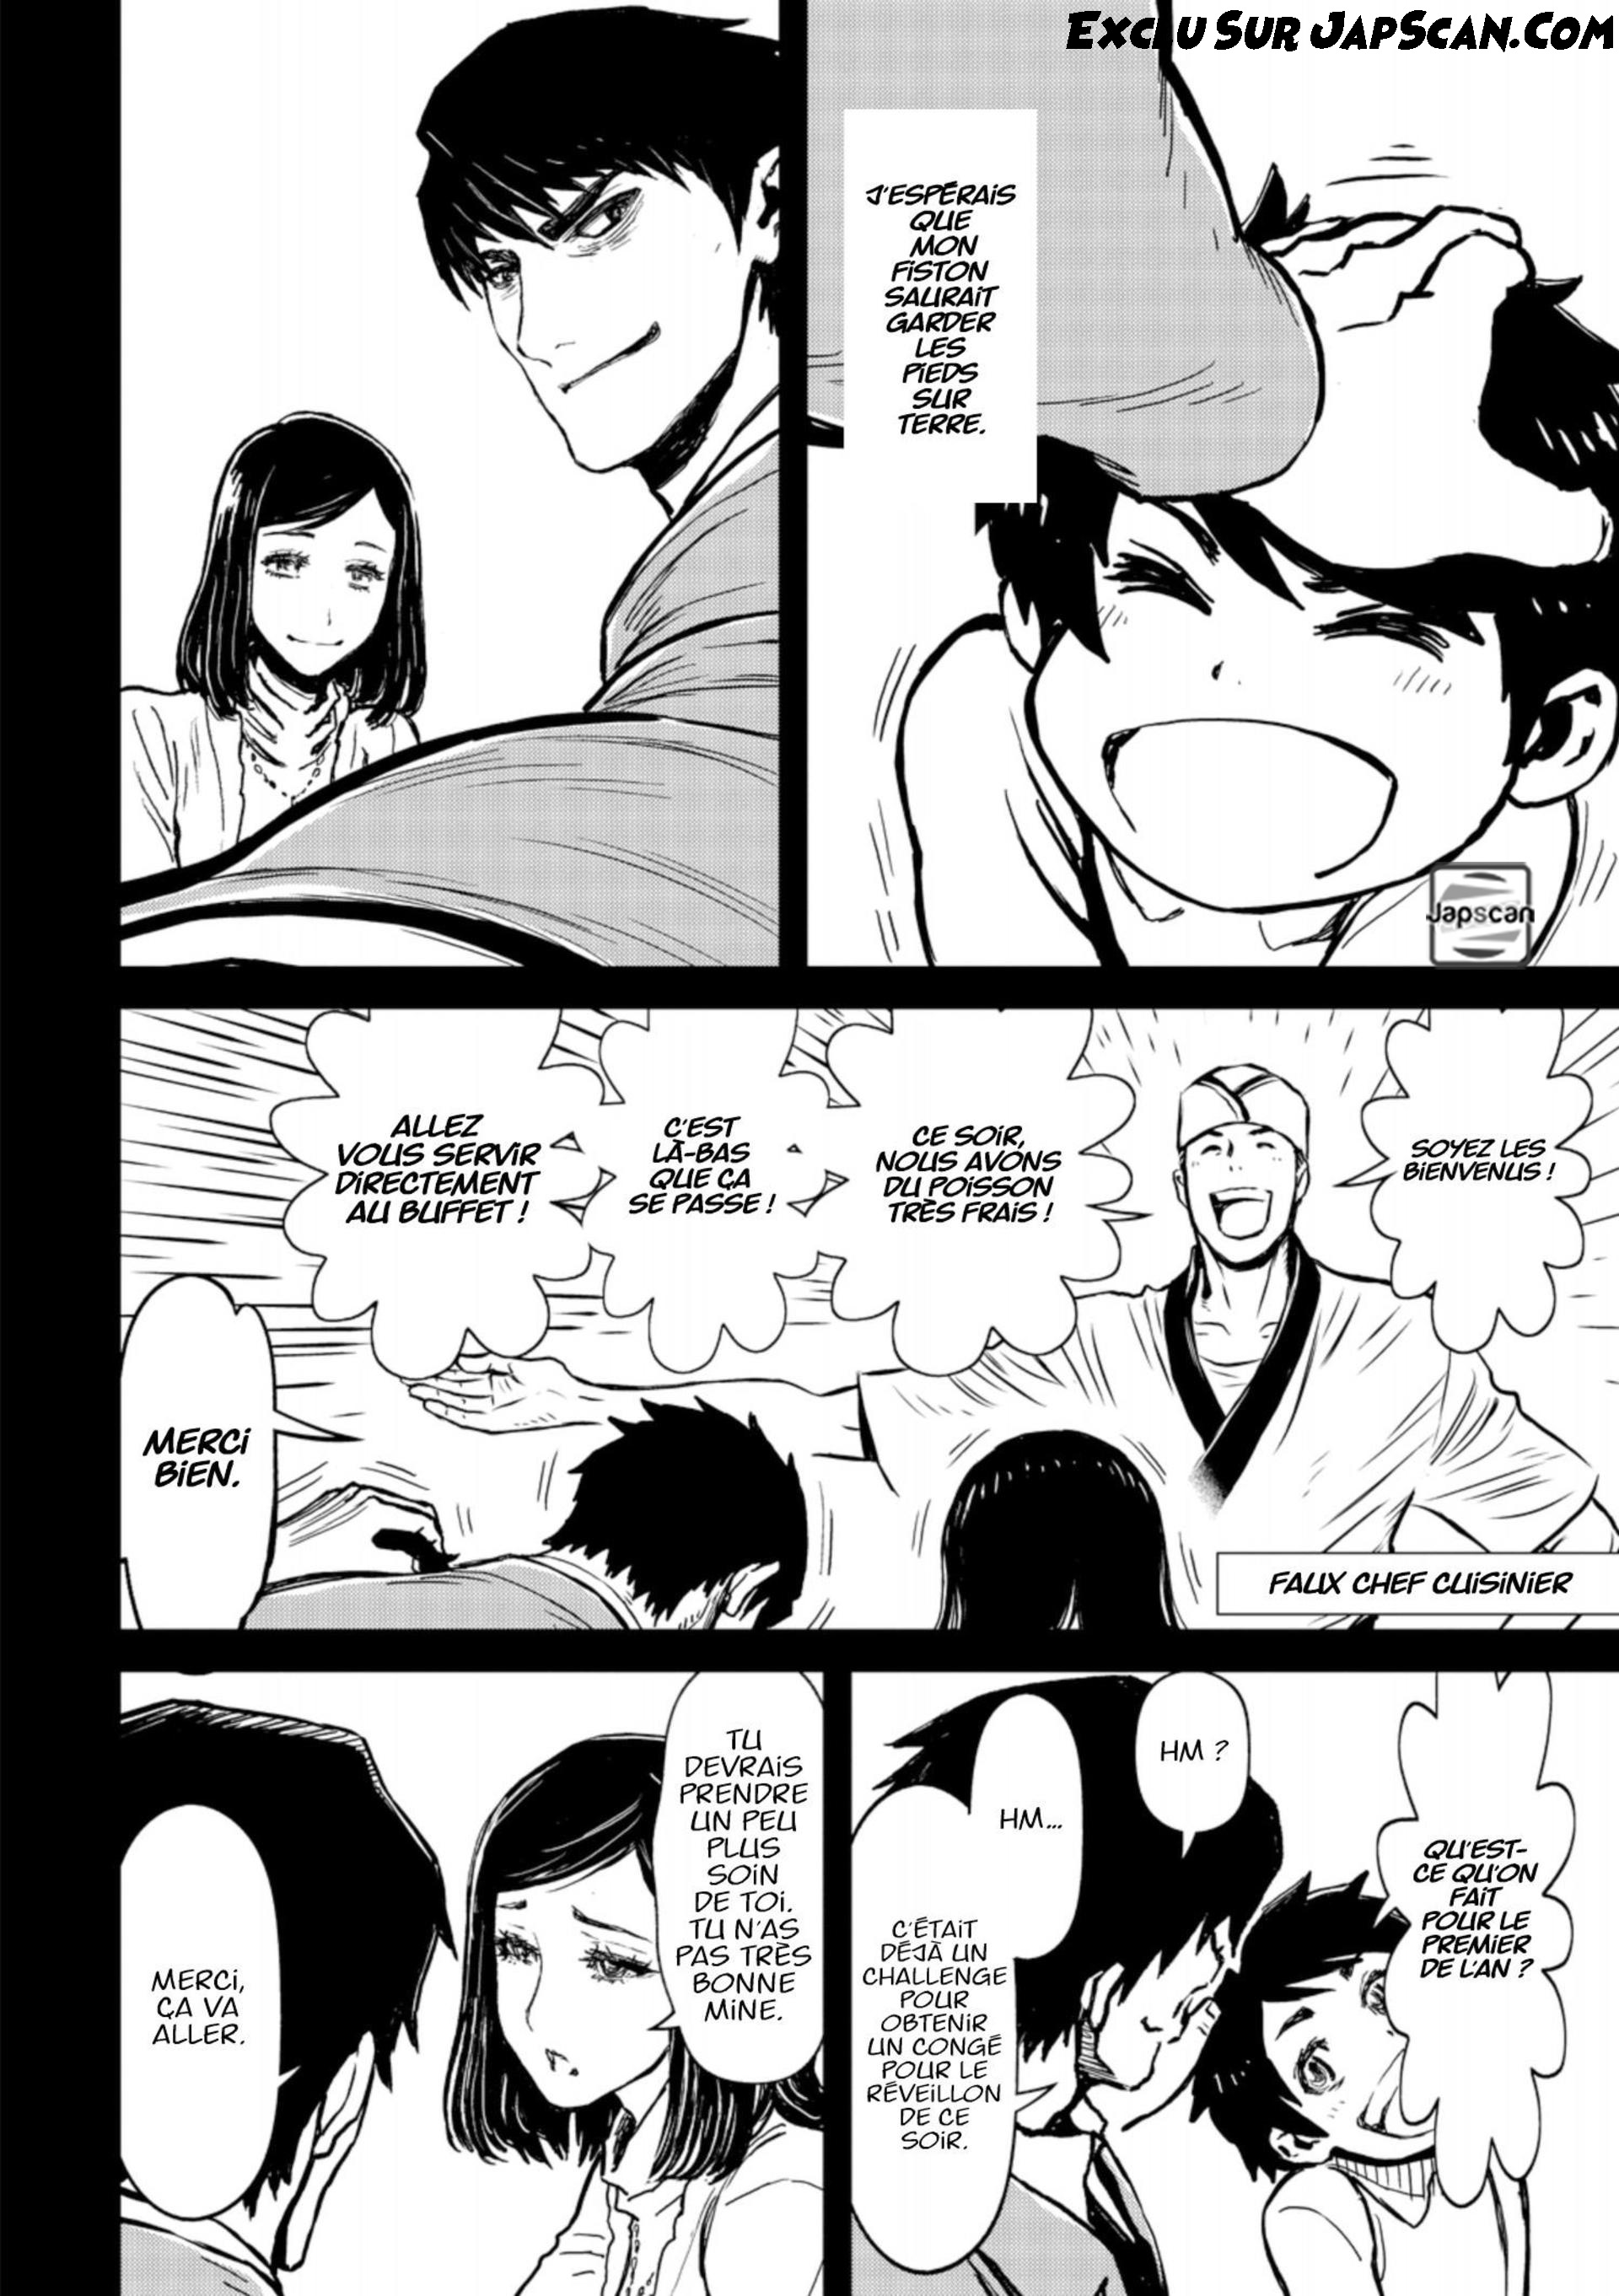 EXCLU SUR JAPSCAN.COM
J'ESPÉRAIS
QUE
MON
FISTON
SAURAIT
GARDER
LES
PIEDS
SUR
TERRE.
Japscan
SOYEZ LES
BIENVENUS !
CE SOIR,
NOUS AVONS
DU POISSON
TRÈS FRAIS !
C'EST
LÀ-BAS
QUE ÇA
SE PASSE !
ALLEZ
VOUS SERVIR
DIRECTEMENT
AU BUFFET !
MERCI
BIEN.
FAUX CHEF CUISINIER
QU'EST-
CE QU'ON
FAIT
POUR LE
PREMIER
DE L'AN ?
HM ?
HM...
C'ÉTAIT
DÉJÀ UN
CHALLENGE
POUR
OBTENIR
UN CONGÉ
POUR LE
RÉVEILLON
DE CE
SOIR.
TU
DEVRAIS
PRENDRE
UN PEU
PLUS
SOIN
DE TOI.
TU N'AS
PAS TRÈS
BONNE
MINE.
MERCI,
ÇA VA
ALLER.